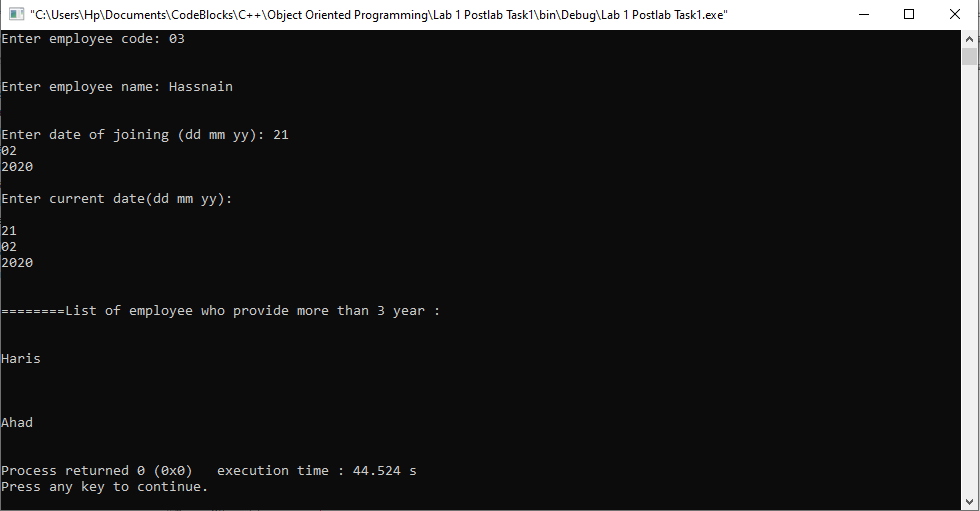 "C:\Users\Hp\Documents\CodeBlocks\C++\Object Oriented Programming\Lab 1 Postlab Task1\bin\Debug\Lab 1 Postlab Task1.exe"
Enter employee code: 03
Enter employee name: Hassnain
Enter date of joining (dd mm yy): 21
02
2020
Enter current date(dd mm yy):
21
02
2020
========List of employee who provide more than 3 year :
Haris
Ahad
Process returned 0 (0x0)   execution time : 44.524 s
Press any key to continue.